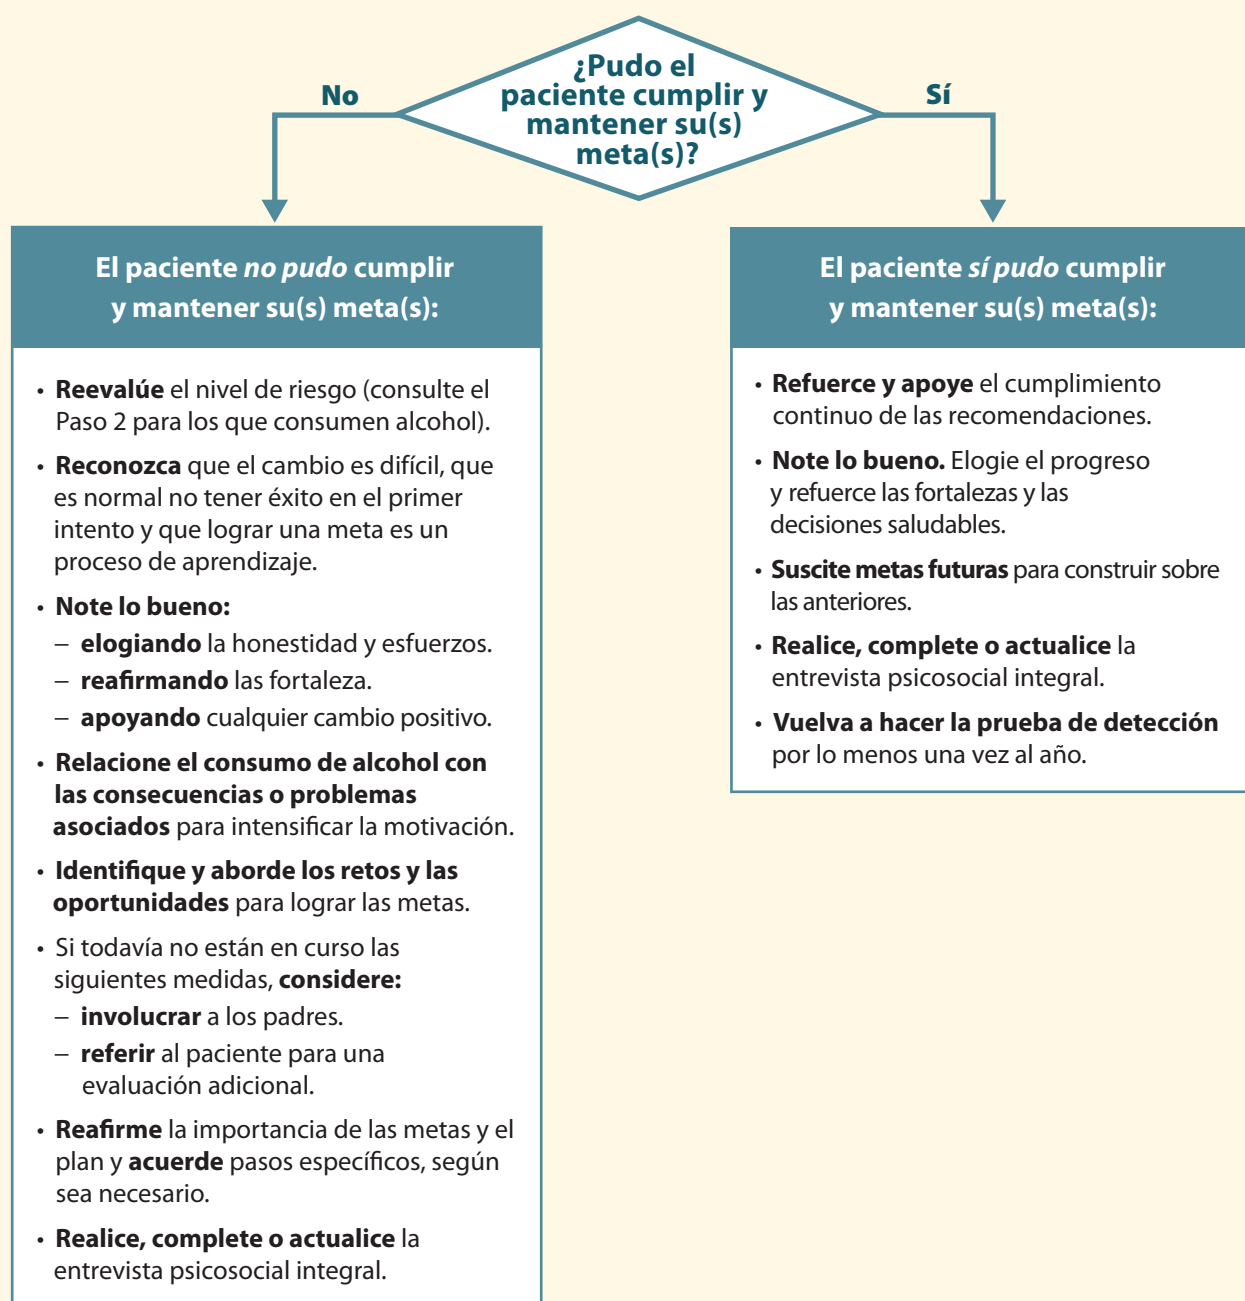 ¿Pudo el
paciente cumplir y
mantener su(s)
meta(s)?
No
Sí
El paciente no pudo cumplir
y mantener su(s) meta(s):
• Reevalúe el nivel de riesgo (consulte el
Paso 2 para los que consumen alcohol).
• Reconozca que el cambio es difícil, que
es normal no tener éxito en el primer
intento y que lograr una meta es un
proceso de aprendizaje.
• Note lo bueno:
– elogiando la honestidad y esfuerzos.
– reafirmando las fortaleza.
– apoyando cualquier cambio positivo.
• Relacione el consumo de alcohol con
las consecuencias o problemas
asociados para intensificar la motivación.
• Identifique y aborde los retos y las
oportunidades para lograr las metas.
• Si todavía no están en curso las
siguientes medidas, considere:
– involucrar a los padres.
– referir al paciente para una
evaluación adicional.
• Reafirme la importancia de las metas y el
plan y acuerde pasos específicos, según
sea necesario.
• Realice, complete o actualice la
entrevista psicosocial integral.
El paciente sí pudo cumplir
y mantener su(s) meta(s):
• Refuerce y apoye el cumplimiento
continuo de las recomendaciones.
• Note lo bueno. Elogie el progreso
y refuerce las fortalezas y las
decisiones saludables.
• Suscite metas futuras para construir sobre
las anteriores.
• Realice, complete o actualice la
entrevista psicosocial integral.
• Vuelva a hacer la prueba de detección
por lo menos una vez al año.